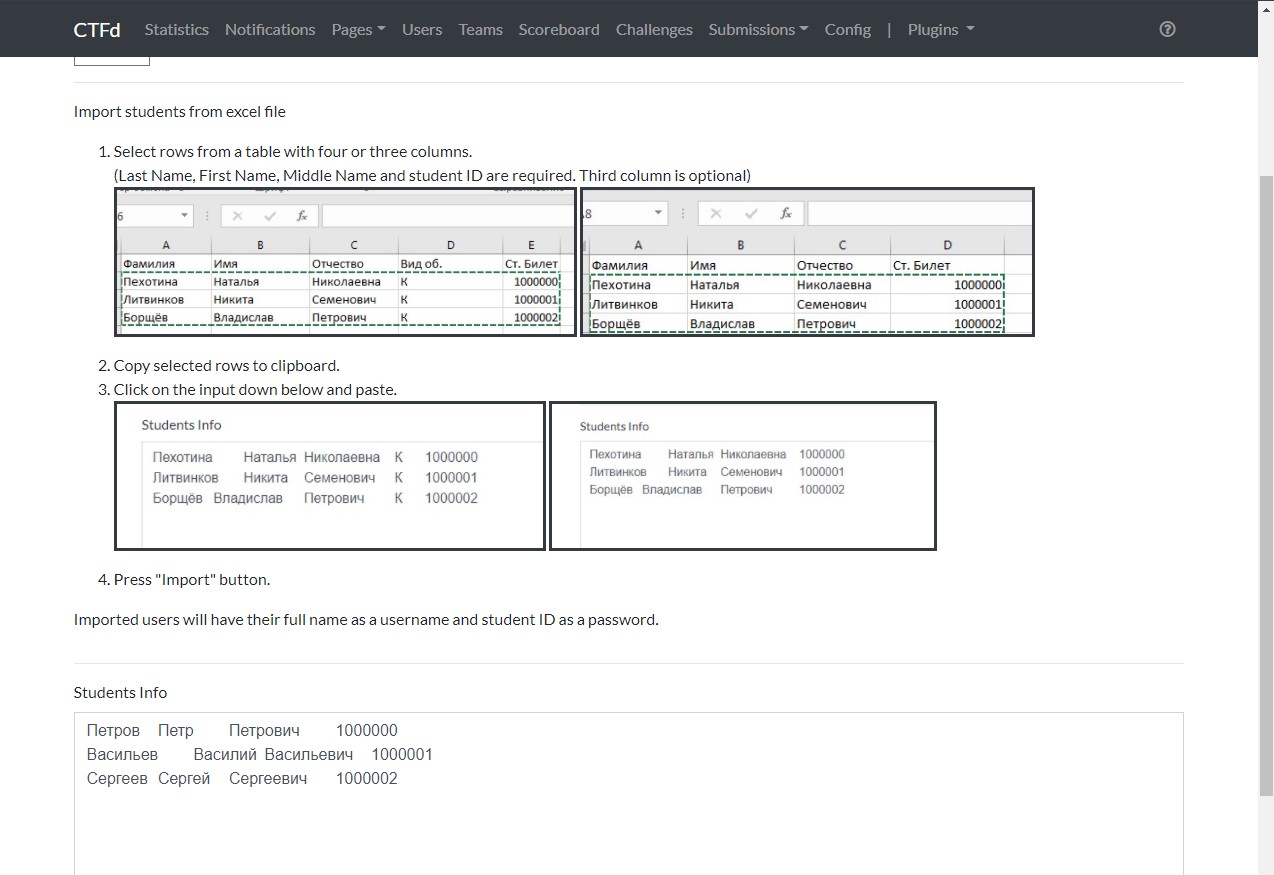 CTFd Statistics Notifications Pages Users Teams Scoreboard Challenges Submissions Config | Plugins
Import students from excel file
1. Select rows from a table with four or three columns.
(Last Name, First Name, Middle Name and student ID are required. Third column is optional)
6 fx
A B C D E
Фамилия Имя Отчество Вид об. Ст. Билет
Пехотина Наталья Николаевна К 1000000
Литвинков Никита Семенович К 1000001
Борщёв Владислав Петрович К 1000002
8 fx
A B C D
Фамилия Имя Отчество Ст. Билет
Пехотина Наталья Николаевна 1000000
Литвинков Никита Семенович 1000001
Борщёв Владислав Петрович 1000002
2. Copy selected rows to clipboard.
3. Click on the input down below and paste.
Students Info
Пехотина Наталья Николаевна К 1000000
Литвинков Никита Семенович К 1000001
Борщёв Владислав Петрович К 1000002
Students Info
Пехотина Наталья Николаевна 1000000
Литвинков Никита Семенович 1000001
Борщёв Владислав Петрович 1000002
4. Press "Import" button.
Imported users will have their full name as a username and student ID as a password.
Students Info
Петров Петр Петрович 1000000
Васильев Василий Васильевич 1000001
Сергеев Сергей Сергеевич 1000002